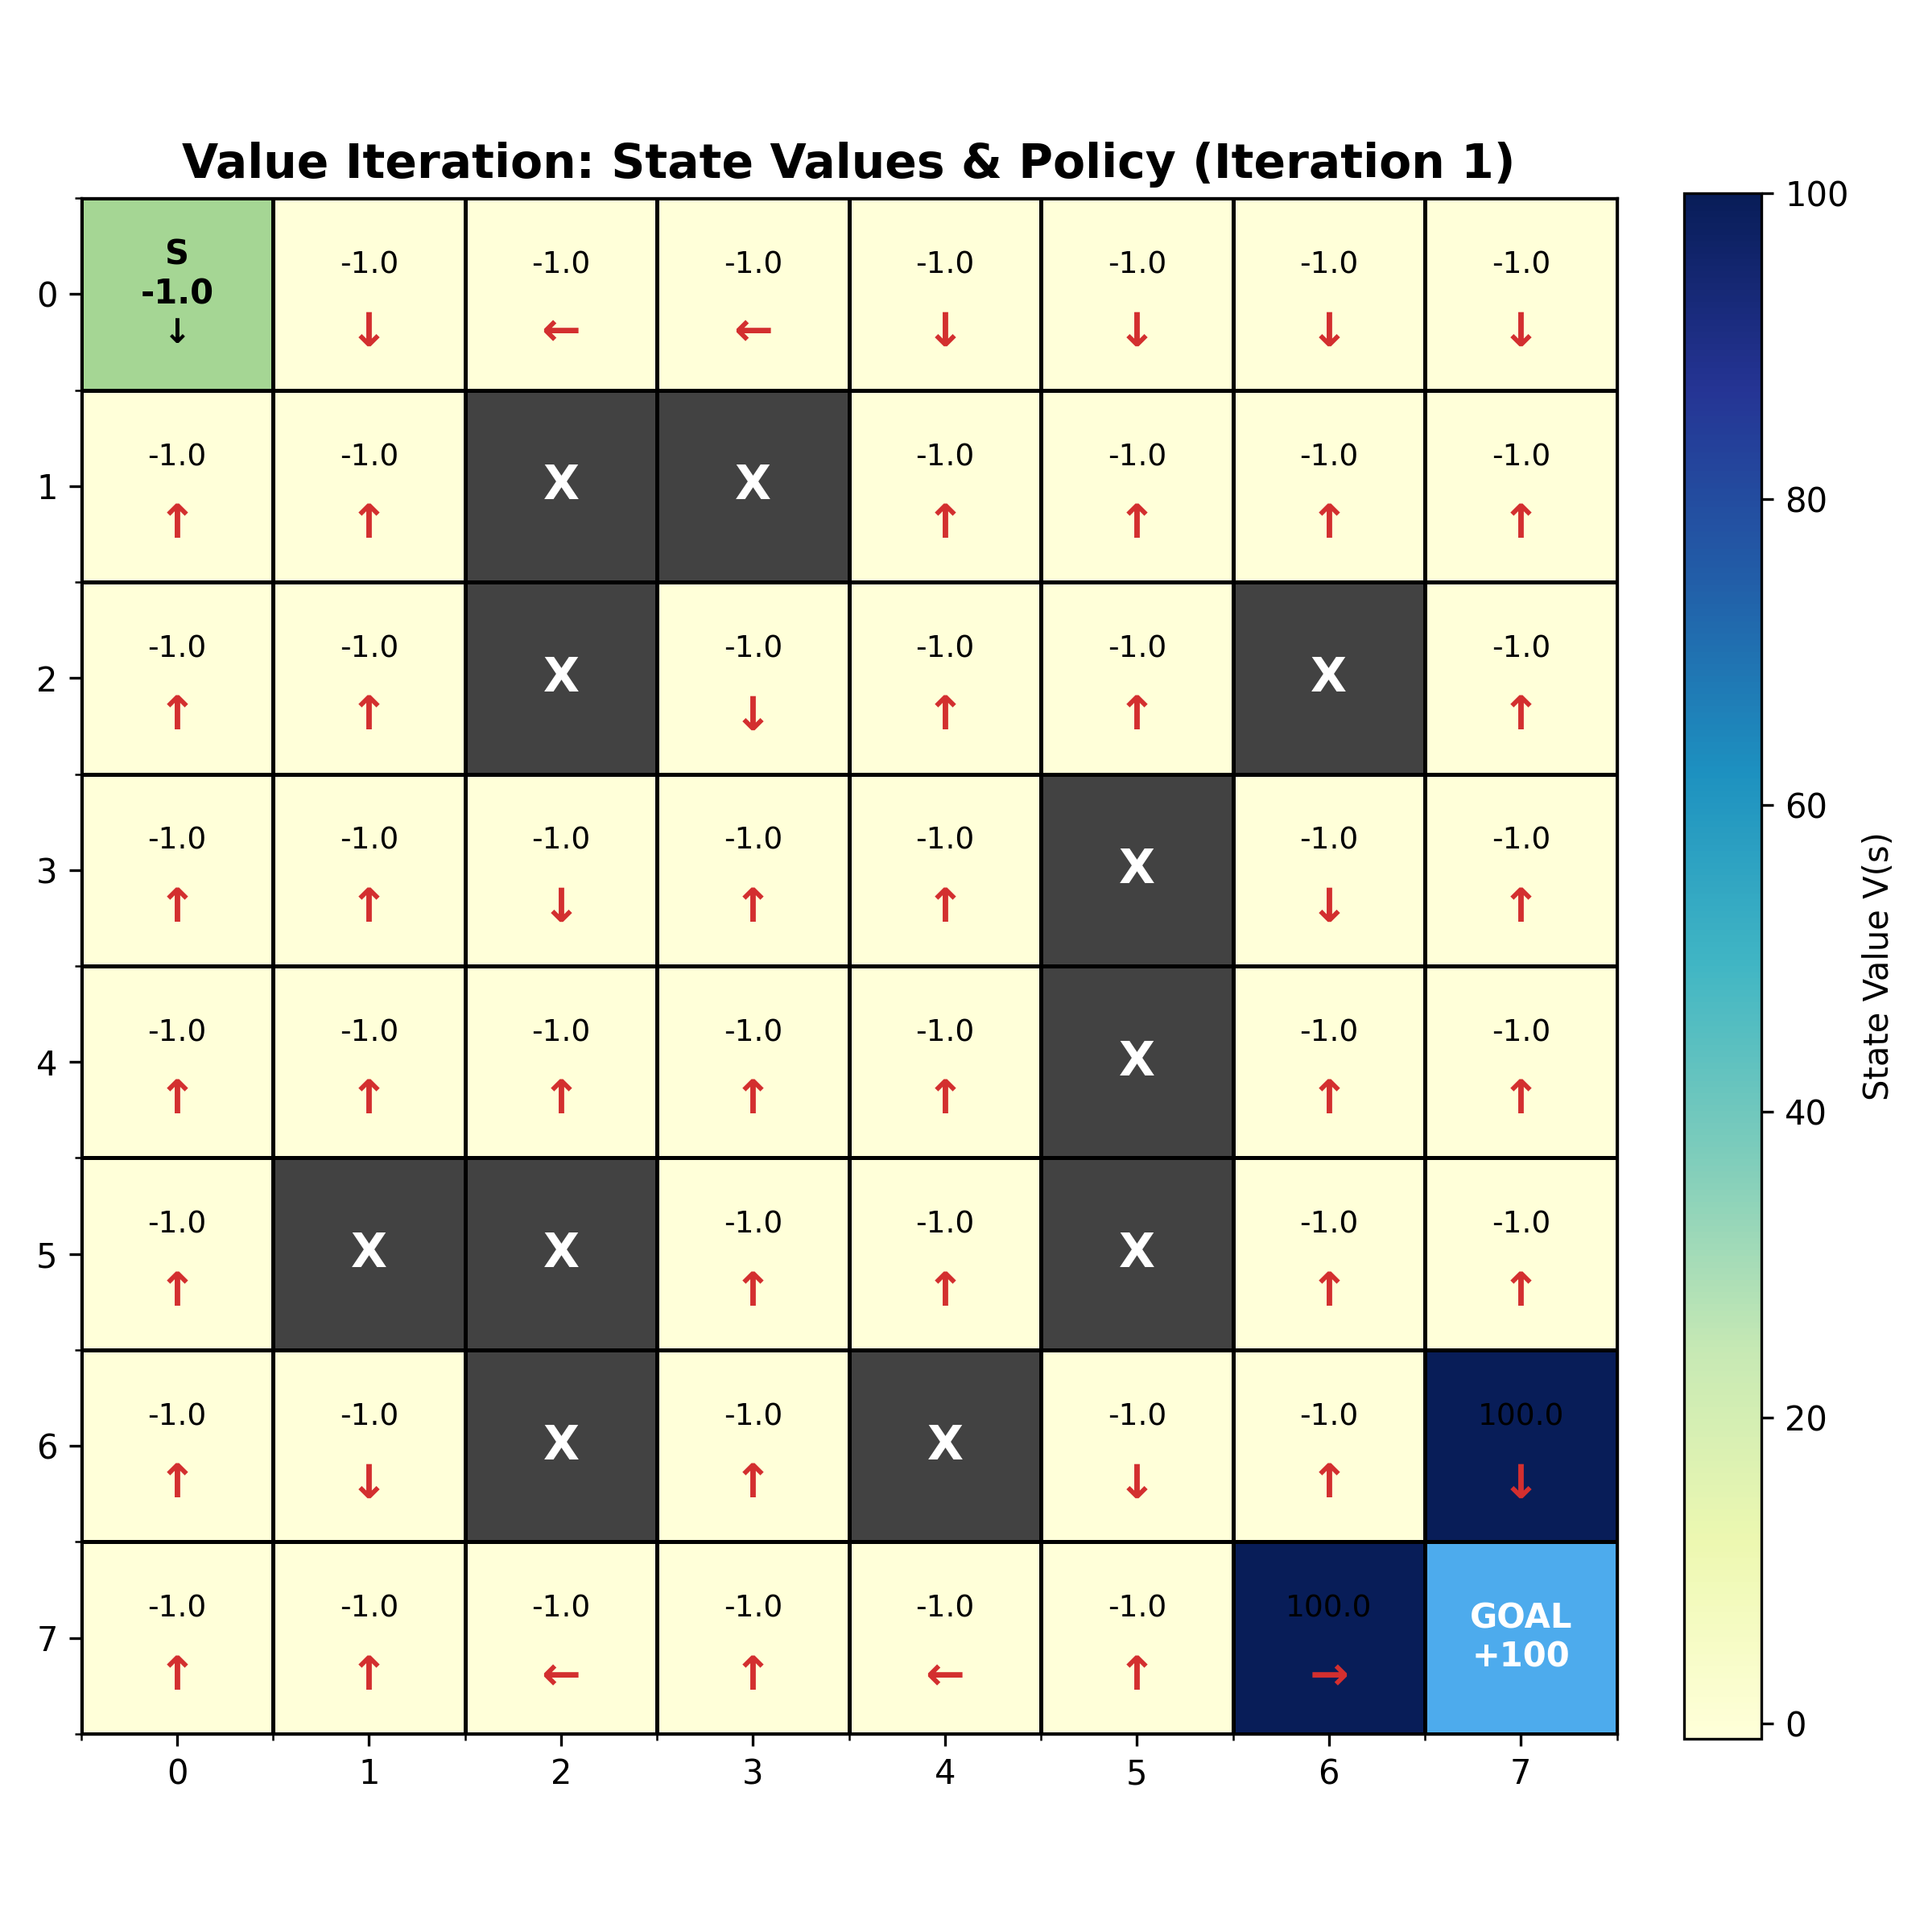 Value Iteration: State Values & Policy (Iteration 1)
S
-1.0 -1.0 -1.0 -1.0 -1.0 -1.0 -1.0 -1.0
0 ↓ ↓ ← ← ↓ ↓ ↓ ↓
-1.0 -1.0 X X -1.0 -1.0 -1.0 -1.0
1 ↑ ↑ ↑ ↑ ↑ ↑
-1.0 -1.0 X -1.0 -1.0 -1.0 X -1.0
2 ↑ ↑ ↓ ↑ ↑ ↑
-1.0 -1.0 -1.0 -1.0 -1.0 X -1.0 -1.0
3 ↑ ↑ ↓ ↑ ↑ ↓ ↑
-1.0 -1.0 -1.0 -1.0 -1.0 X -1.0 -1.0
4 ↑ ↑ ↑ ↑ ↑ ↑ ↑
-1.0 X X -1.0 -1.0 X -1.0 -1.0
5 ↑ ↑ ↑ ↑ ↑
-1.0 -1.0 X -1.0 X -1.0 -1.0 100.0
6 ↑ ↓ ↑ ↓ ↑ ↓
-1.0 -1.0 -1.0 -1.0 -1.0 -1.0 100.0 GOAL
+100
7 ↑ ↑ ← ↑ ← ↑ →
0 1 2 3 4 5 6 7
100
80
60
40
20
0
State Value V(s)